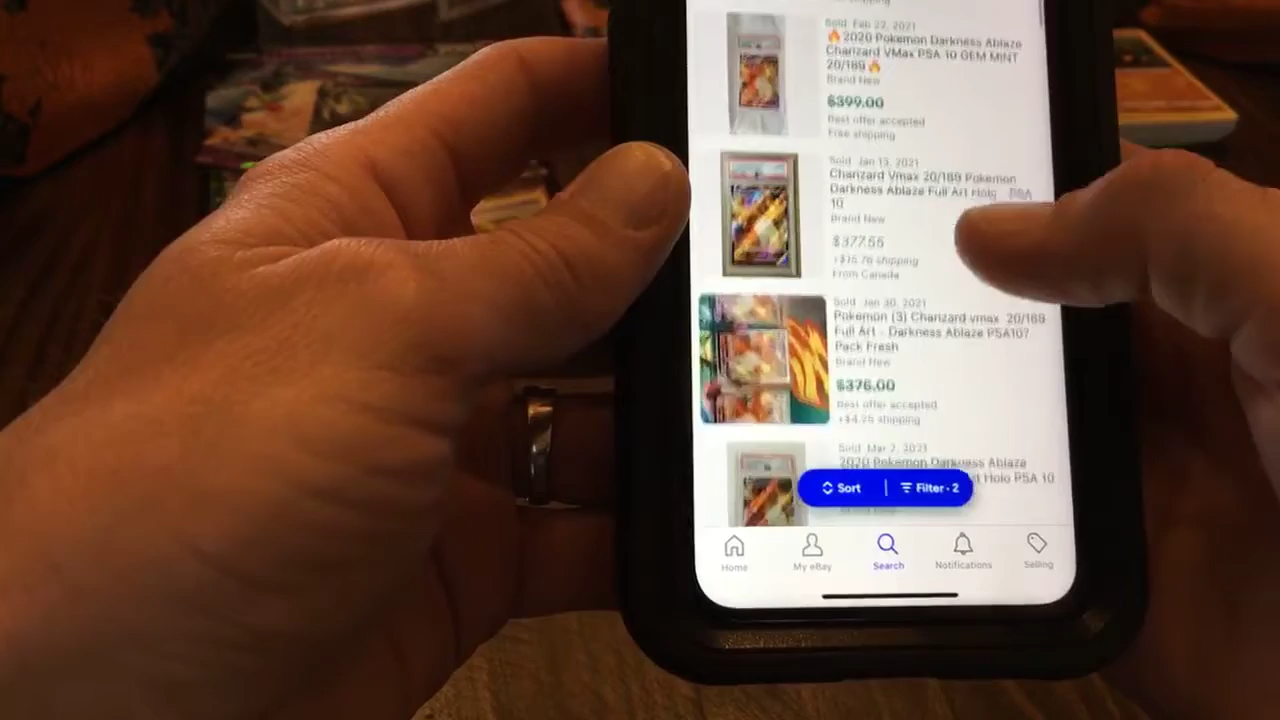 Sold Feb 22, 2021
🔥2020 Pokemon Darkness Ablaze
Charizard VMax PSA 10 GEM MINT
20/189🔥
Brand New
$399.00
Best offer accepted
Free shipping
Sold Jan 13, 2021
Charizard Vmax 20/189 Pokemon
Darkness Ablaze Full Art Holo PSA
10
Brand New
$377.55
+$15.76 shipping
From Canada
Sold Jan 30, 2021
Pokemon (3) Charizard vmax 20/189
Full Art - Darkness Ablaze PSA10?
Pack Fresh
Brand New
$376.00
Best offer accepted
+$4.25 shipping
Sold Mar 2, 2021
2020 Pokemon Darkness Ablaze
Holo PSA 10
Sort
Filter · 2
Home
My eBay
Search
Notifications
Selling